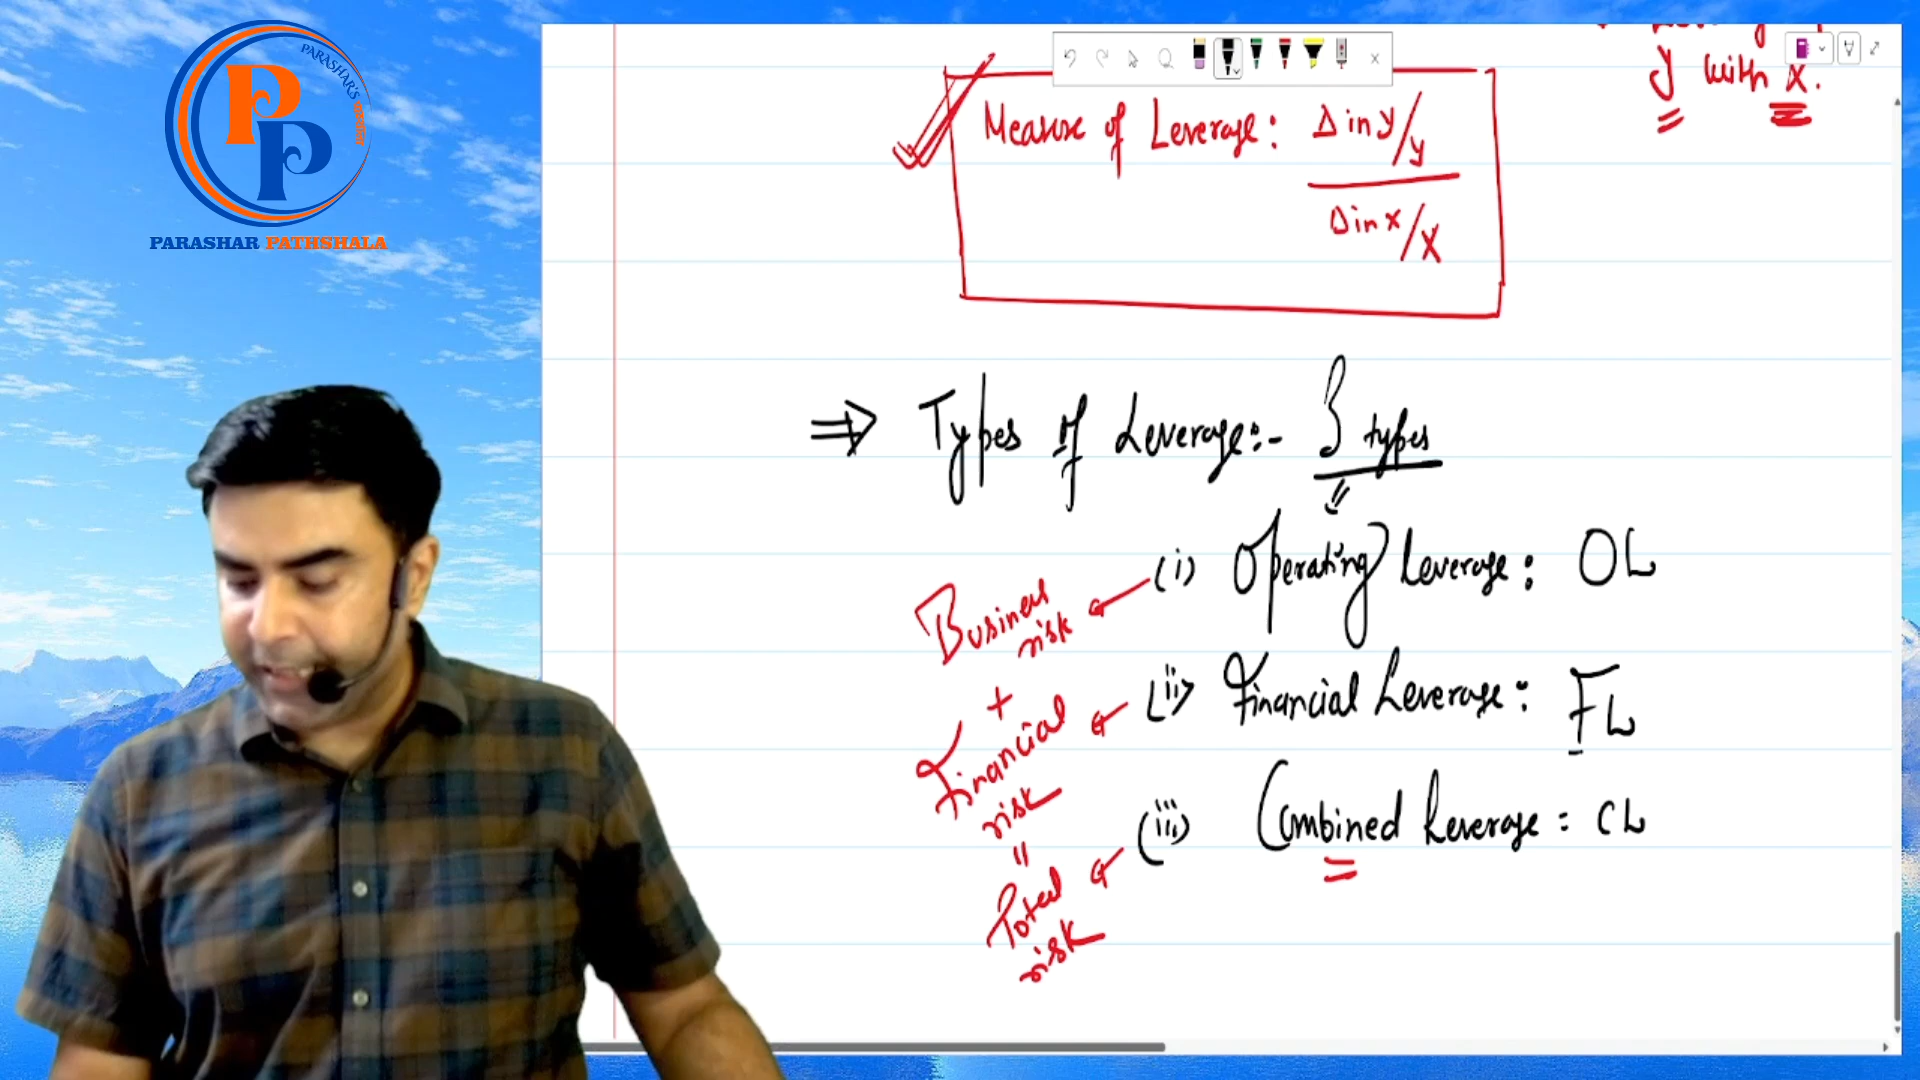 PARASHAR'S
PP
PARASHAR PATHSHALA
y with x.
Measure of Leverage: Δ in y/y
Δ in x/x
⇒ Types of Leverage:- 3 types
(i) Operating Leverage: OL
Business risk
+
(ii) Financial Leverage: FL
Financial risk
=
(iii) Combined Leverage: CL
Total risk